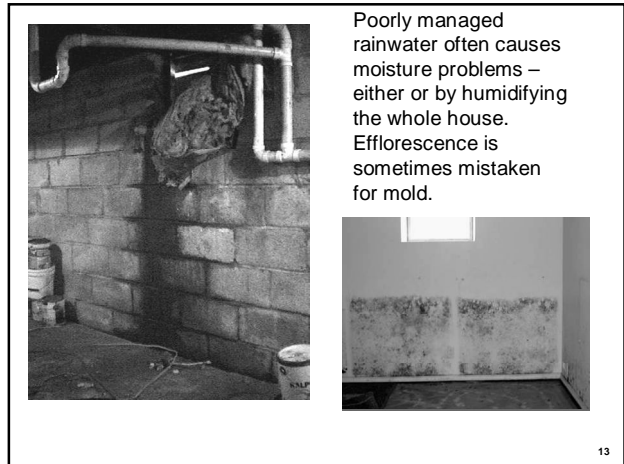 Poorly managed
rainwater often causes
moisture problems –
either or by humidifying
the whole house.
Efflorescence is
sometimes mistaken
for mold.
13